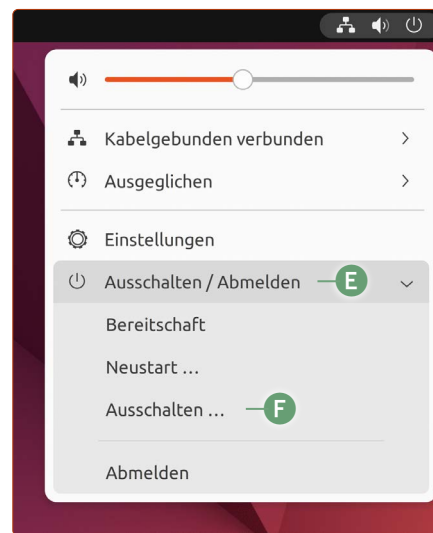 Kabelgebunden verbunden
Ausgeglichen
Einstellungen
Ausschalten / Abmelden E
Bereitschaft
Neustart ...
Ausschalten ... F
Abmelden